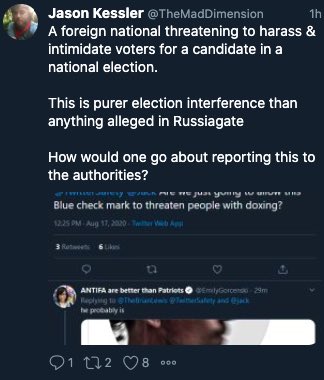 Jason Kessler @TheMadDimension 1h
A foreign national threatening to harass &
intimidate voters for a candidate in a
national election.
This is purer election interference than
anything alleged in Russiagate
How would one go about reporting this to
the authorities?
@TwitterSafety @jack Are we just going to allow this
Blue check mark to threaten people with doxing?
12:25 PM · Aug 17, 2020 · Twitter Web App
3 Retweets 6 Likes
ANTIFA are better than Patriots @EmilyGorcenski · 29m
Replying to @TheBrianLewis @TwitterSafety and @jack
he probably is
1 2 8